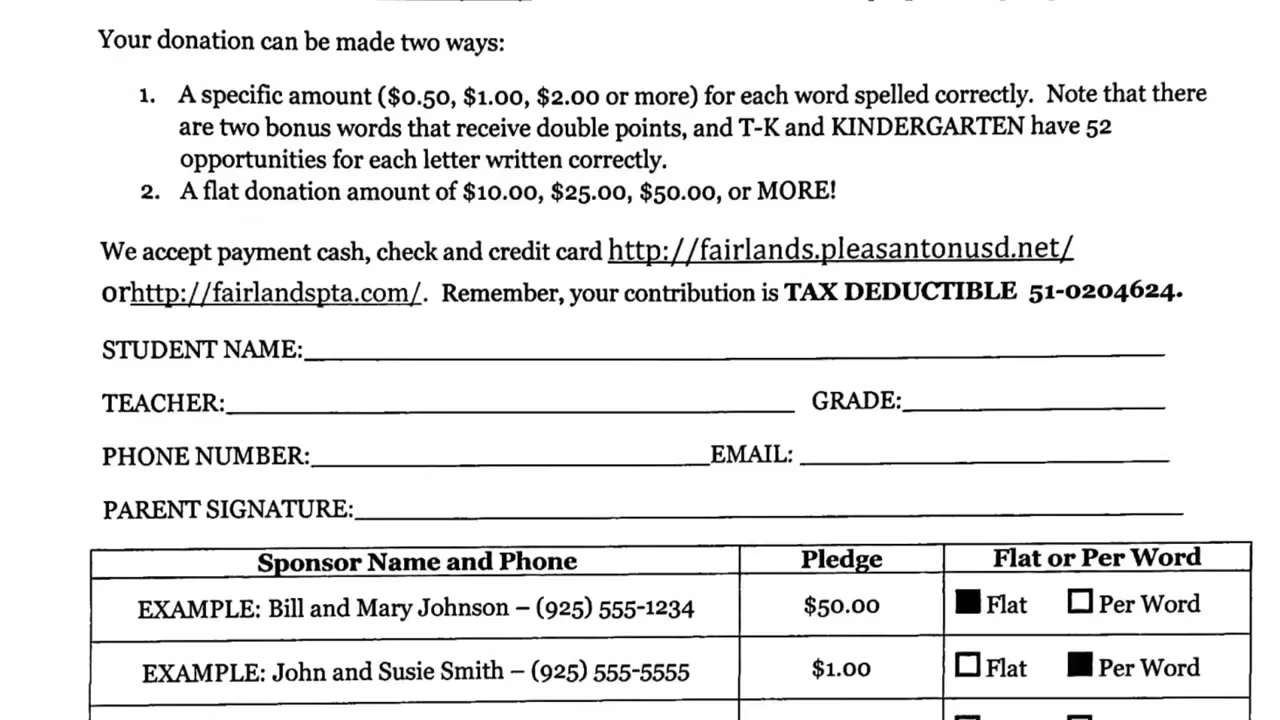 Your donation can be made two ways:
1. A specific amount ($0.50, $1.00, $2.00 or more) for each word spelled correctly. Note that there
are two bonus words that receive double points, and T-K and KINDERGARTEN have 52
opportunities for each letter written correctly.
2. A flat donation amount of $10.00, $25.00, $50.00, or MORE!
We accept payment cash, check and credit card http://fairlands.pleasantonusd.net/
orhttp://fairlandspta.com/. Remember, your contribution is TAX DEDUCTIBLE 51-0204624.
STUDENT NAME:
TEACHER: GRADE:
PHONE NUMBER: EMAIL:
PARENT SIGNATURE:
Sponsor Name and Phone Pledge Flat or Per Word
EXAMPLE: Bill and Mary Johnson – (925) 555-1234 $50.00 Flat Per Word
EXAMPLE: John and Susie Smith – (925) 555-5555 $1.00 Flat Per Word